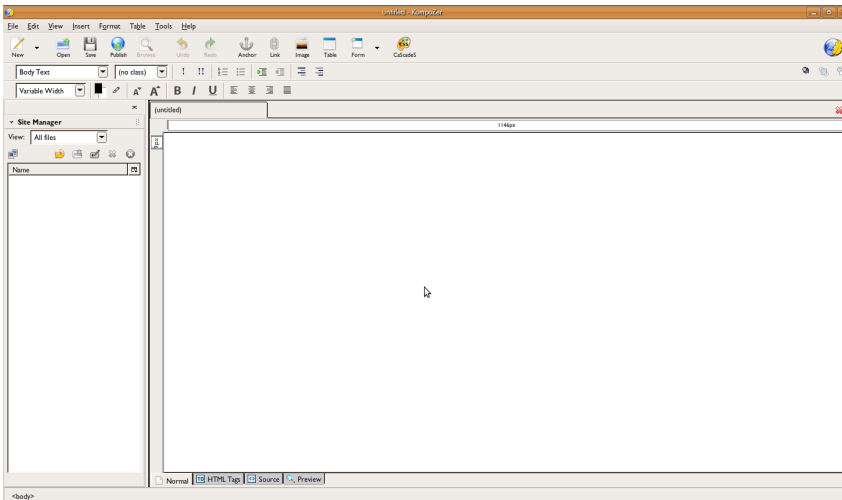 untitled - KompoZer
File Edit View Insert Format Table Tools Help
New Open Save Publish Browse Undo Redo Anchor Link Image Table Form CaScadeS
Body Text (no class) ! !!
Variable Width A A B I U
(untitled)
Site Manager
1146px
View: All files
Name
Normal TD HTML Tags Source Preview
<body>